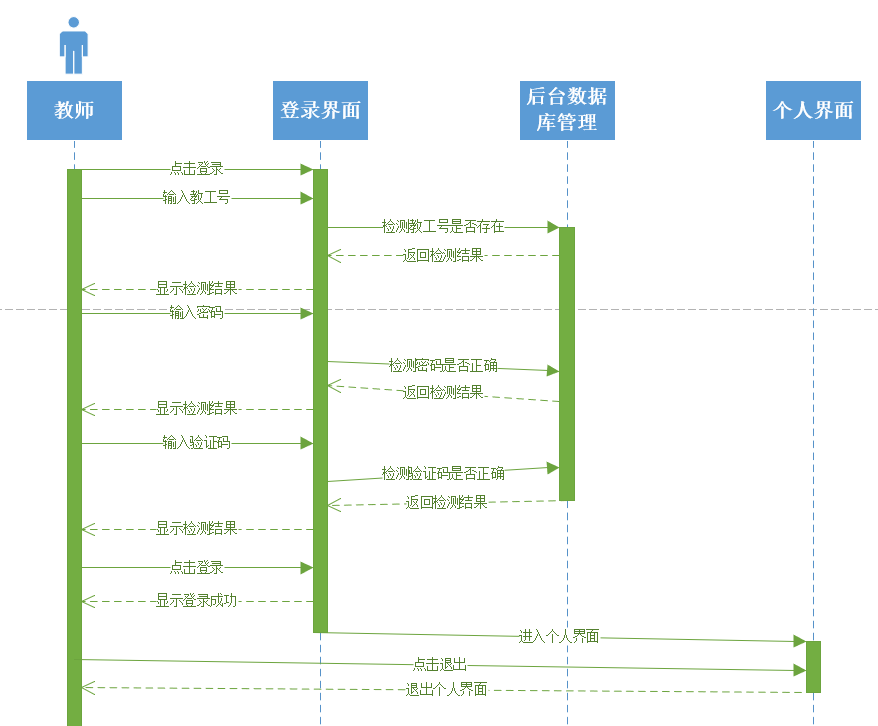 教师
登录界面
后台数据
库管理
个人界面
点击登录
输入教工号
检测教工号是否存在
返回检测结果
显示检测结果
输入密码
检测密码是否正确
返回检测结果
显示检测结果
输入验证码
检测验证码是否正确
返回检测结果
显示检测结果
点击登录
显示登录成功
进入个人界面
点击退出
退出个人界面